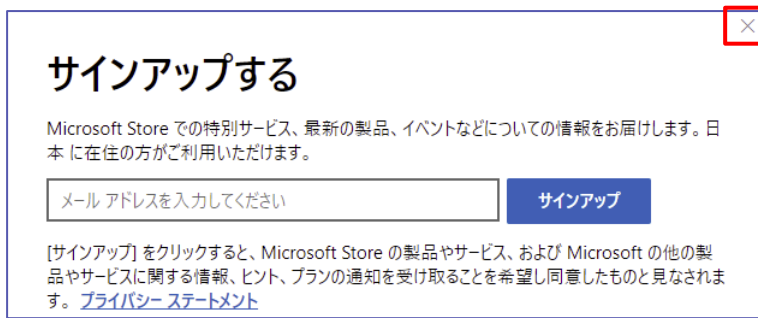 サインアップする
Microsoft Store での特別サービス、最新の製品、イベントなどについての情報をお届けします。日
本 に在住の方がご利用いただけます。
メール アドレスを入力してください
サインアップ
[サインアップ] をクリックすると、Microsoft Store の製品やサービス、および Microsoft の他の製
品やサービスに関する情報、ヒント、プランの通知を受け取ることを希望し同意したものと見なされま
す。 プライバシー ステートメント